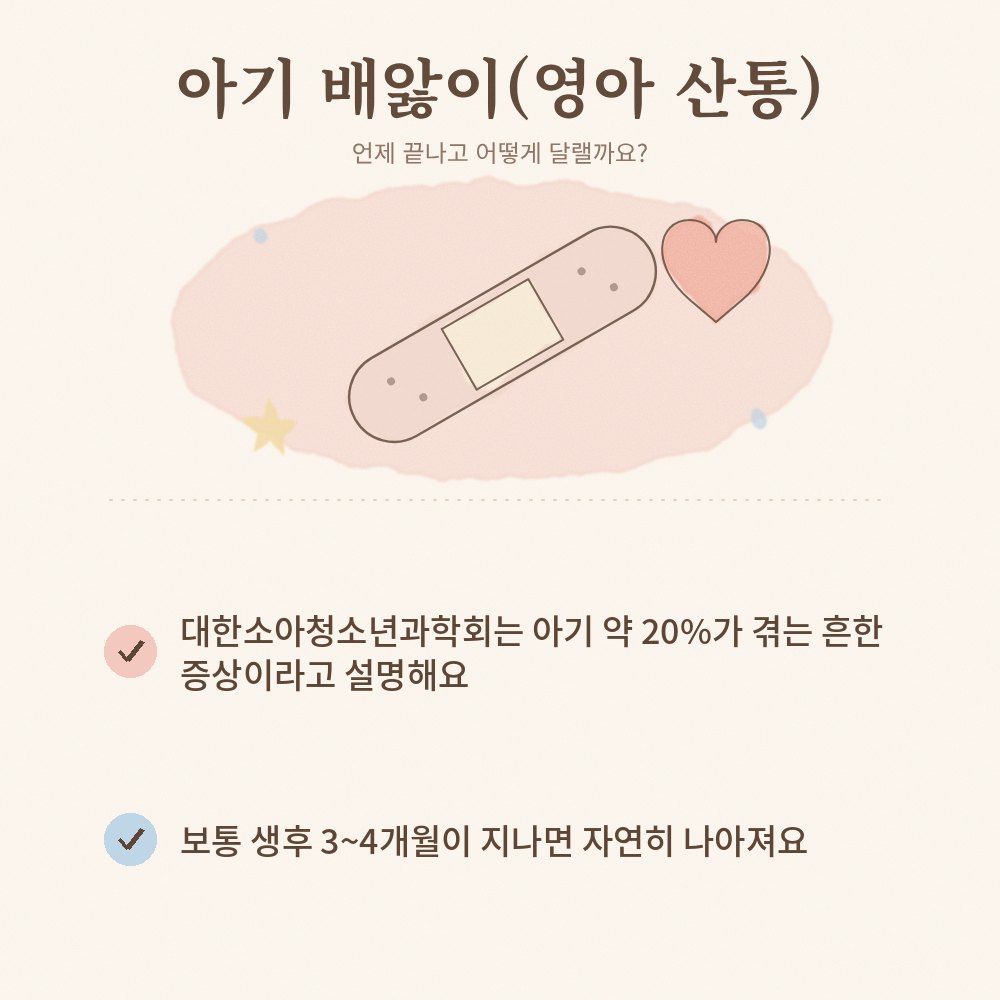 아기 배앓이(영아 산통)
언제 끝나고 어떻게 달랠까요?
대한소아청소년과학회는 아기 약 20%가 겪는 흔한
증상이라고 설명해요
보통 생후 3~4개월이 지나면 자연히 나아져요